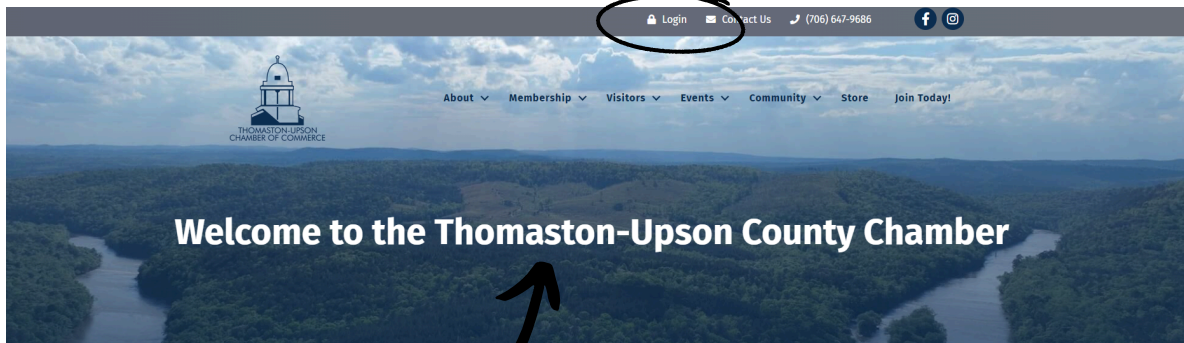 Login Contact Us (706) 647-9686
THOMASTON-UPSON
CHAMBER OF COMMERCE
About Membership Visitors Events Community Store Join Today!
Welcome to the Thomaston-Upson County Chamber